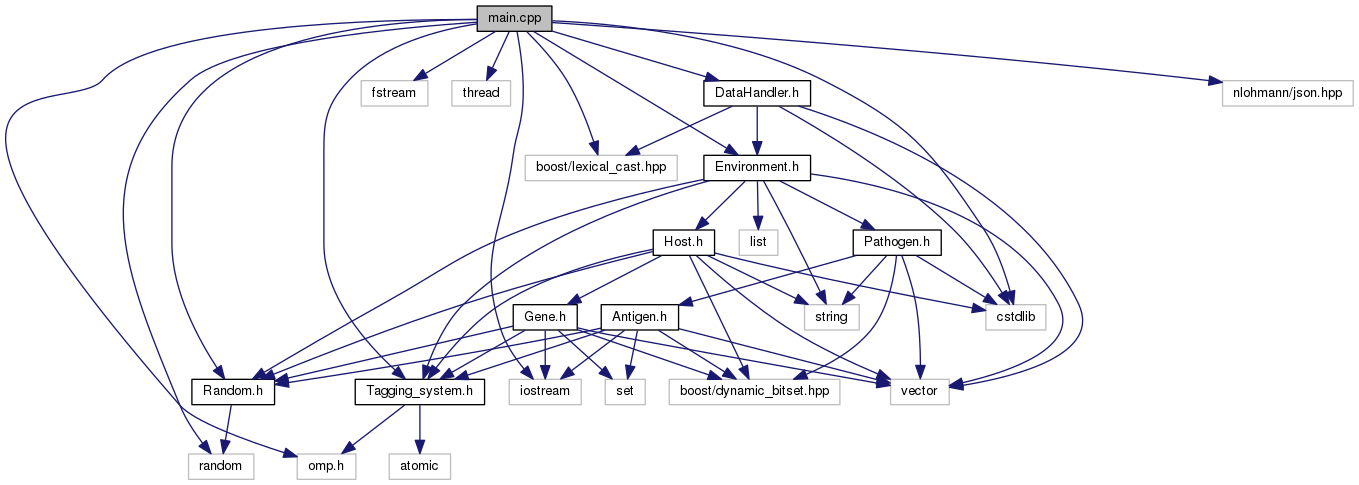 main.cpp
fstream
thread
DataHandler.h
nlohmann/json.hpp
boost/lexical_cast.hpp
Environment.h
Host.h
list
Pathogen.h
Gene.h
Antigen.h
string
cstdlib
Random.h
Tagging_system.h
iostream
set
boost/dynamic_bitset.hpp
vector
random
omp.h
atomic